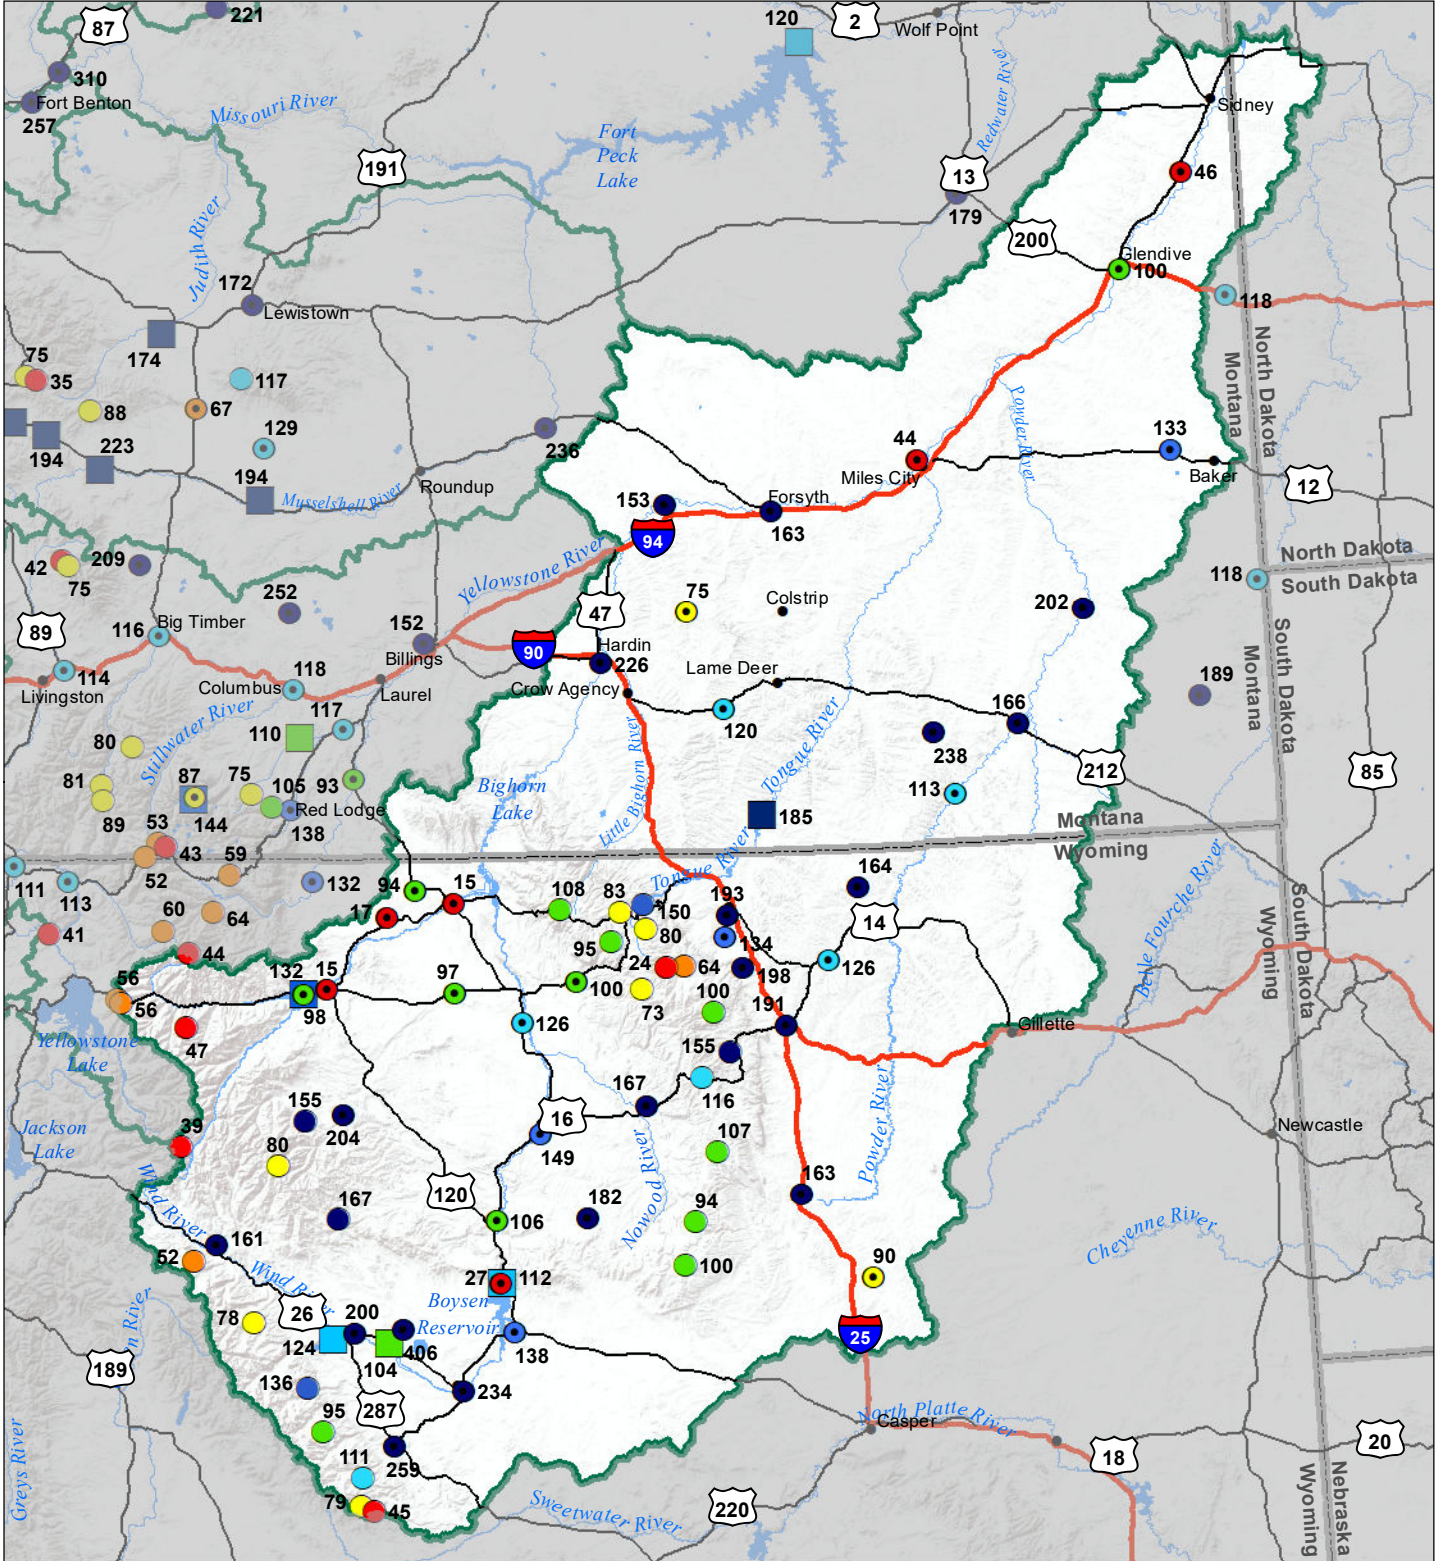 87
221
120
2
Wolf Point
310
Fort Benton
257
Missouri River
Redwater River
Sidney
Fort
Peck
Lake
191
13
179
46
200
Glendive
100
118
Judith River
172
Lewistown
174
North Dakota
Montana
75
35
117
88
67
129
194
223
194
236
Roundup
Musselshell River
44
Miles City
Powder River
133
Baker
12
153
Forsyth
163
94
42
75
209
Yellowstone River
North Dakota
South Dakota
118
252
89
116
Big Timber
152
Billings
47
75
Colstrip
202
90
Hardin
226
Crow Agency
Lame Deer
114
Livingston
118
Columbus
Laurel
South Dakota
Montana
189
166
120
238
117
110
Stillwater River
80
81
89
87
144
75
105
93
Red Lodge
138
Bighorn
Lake
Little Bighorn River
Tongue River
212
85
113
185
Montana
Wyoming
53
43
52
59
111
113
132
60
64
41
44
94
17
15
108
83
150
80
95
Tongue River
193
134
164
14
126
Belle Fourche River
South Dakota
Wyoming
56
56
132
15
98
97
100
24
64
73
198
100
191
Gillette
47
Yellowstone
Lake
126
155
116
167
16
149
Jackson
Lake
39
155
204
80
107
Newcastle
Powder River
Wind River
167
120
106
182
Nowood River
94
163
Cheyenne River
161
52
Wind River
100
90
27
112
Boysen
Reservoir
78
26
200
124
104
406
138
25
189
136
234
95
287
259
North Platte River
Casper
18
20
111
79
45
Sweetwater River
220
Greys River
Nebraska
Wyoming